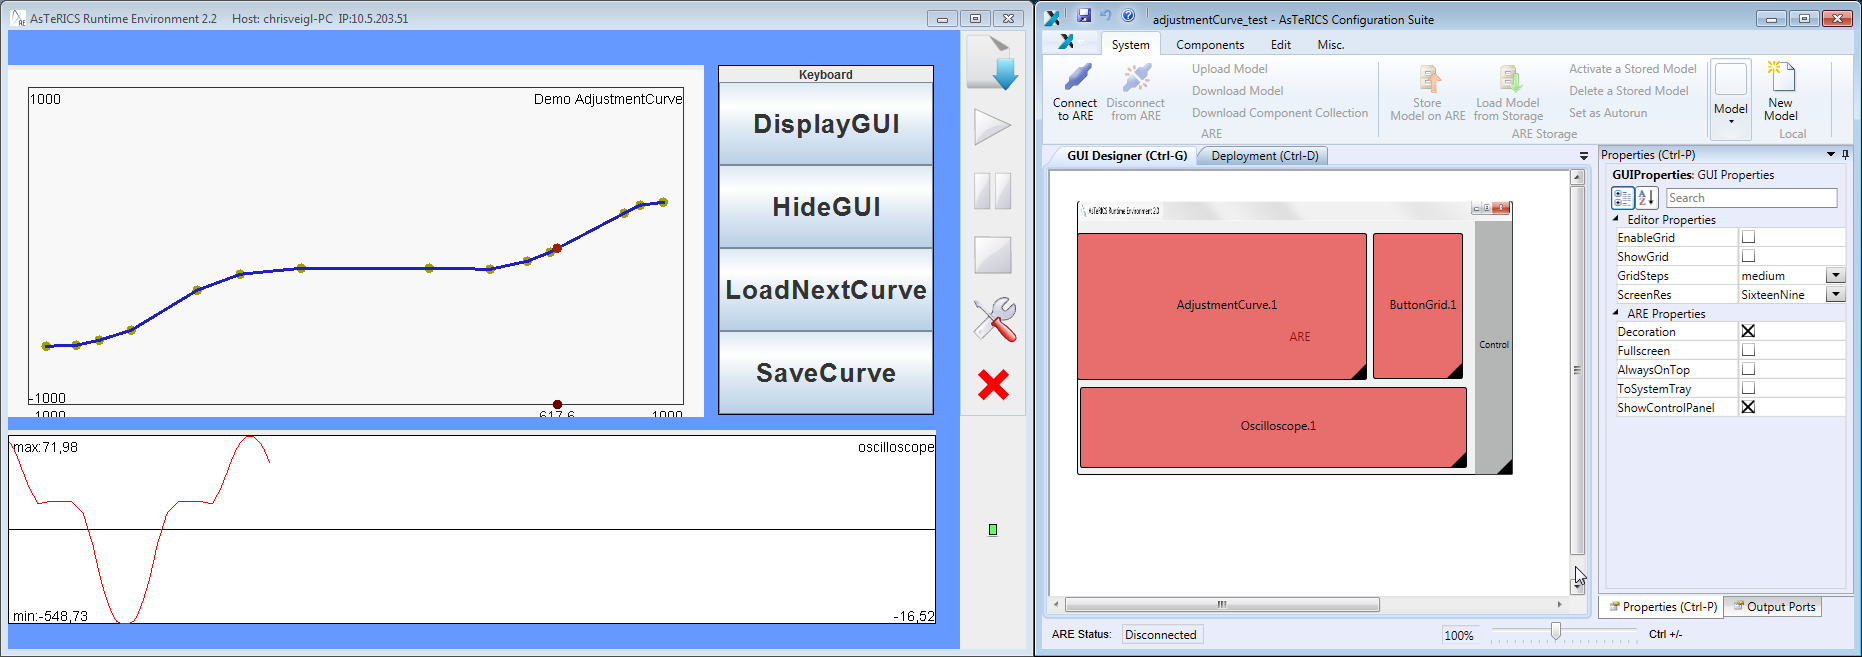 AsTeRICS Runtime Environment 2.2 Host: chrisveigl-PC IP:10.5.203.51
1000
Demo AdjustmentCurve
-1000
-1000
617,6
1000
Keyboard
DisplayGUI
HideGUI
LoadNextCurve
SaveCurve
max:71,98
oscilloscope
min:-548,73
-16,52
adjustmentCurve_test - AsTeRICS Configuration Suite
System Components Edit Misc.
Connect to ARE
Disconnect from ARE
Upload Model
Download Model
Download Component Collection
ARE
Store Model on ARE
Load Model from Storage
Activate a Stored Model
Delete a Stored Model
Set as Autorun
ARE Storage
Model
New Model
Local
GUI Designer (Ctrl-G) Deployment (Ctrl-D)
AsTeRICS Runtime Environment 2.0
AdjustmentCurve.1
ARE
ButtonGrid.1
Control
Oscilloscope.1
Properties (Ctrl-P)
GUIProperties: GUI Properties
Search
Editor Properties
EnableGrid
ShowGrid
GridSteps medium
ScreenRes SixteenNine
ARE Properties
Decoration
Fullscreen
AlwaysOnTop
ToSystemTray
ShowControlPanel
Properties (Ctrl-P) Output Ports
ARE Status: Disconnected
100%
Ctrl +/-